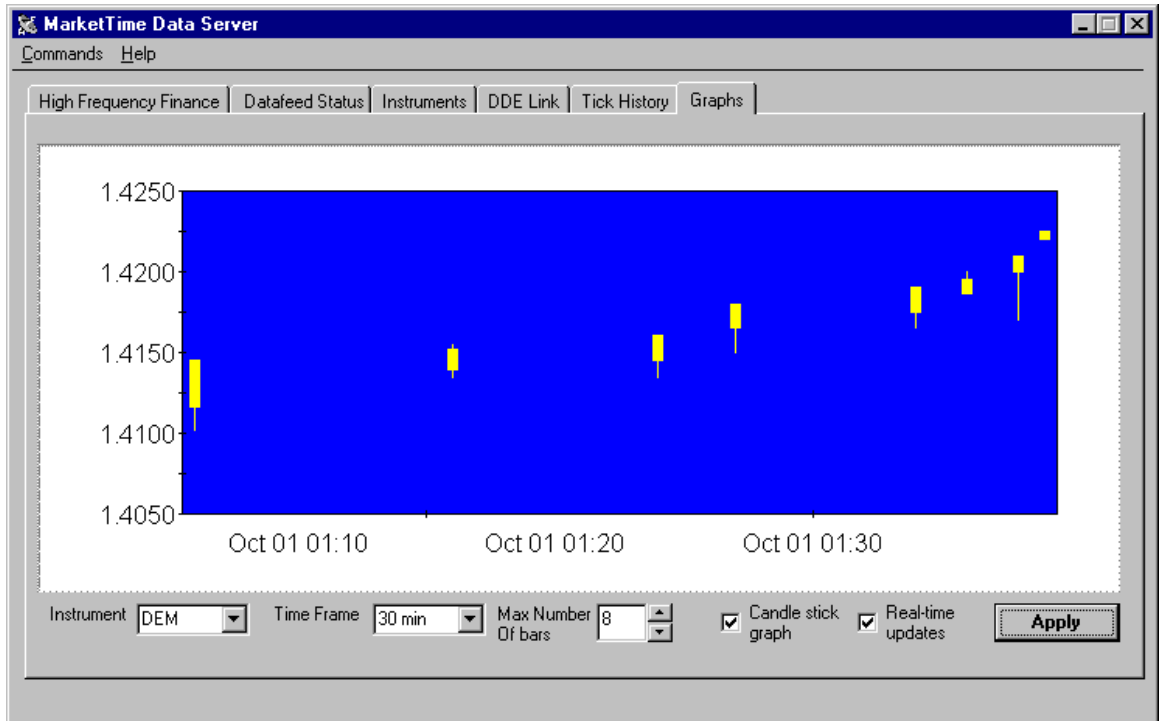 MarketTime Data Server
Commands Help
High Frequency Finance Datafeed Status Instruments DDE Link Tick History Graphs
1.4250
1.4200
1.4150
1.4100
1.4050
Oct 01 01:10 Oct 01 01:20 Oct 01 01:30
Instrument DEM Time Frame 30 min Max Number Of bars 8 Candle stick graph Real-time updates Apply